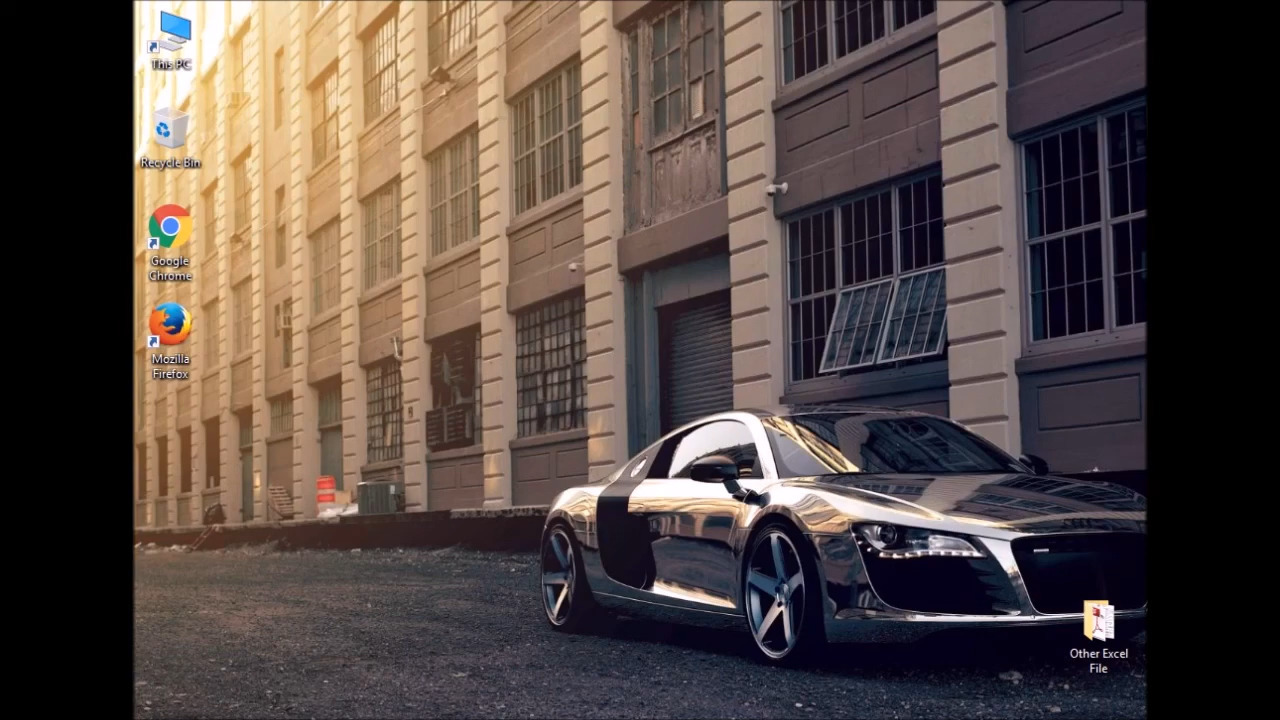 This PC
Recycle Bin
Google
Chrome
Mozilla
Firefox
Other Excel
File